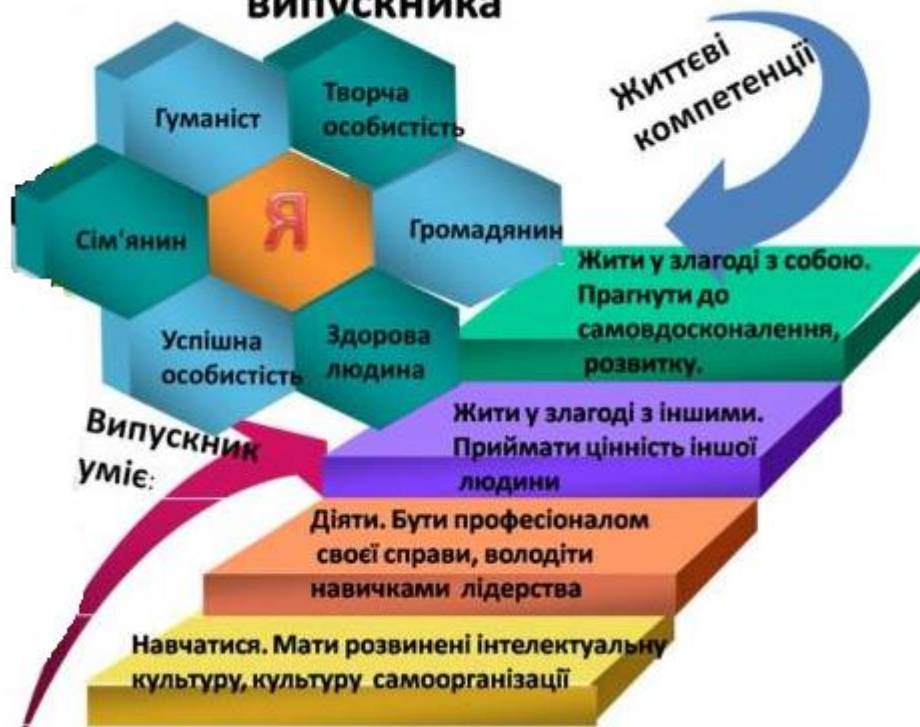 випускника
Гуманіст
Творча
особистість
Сім'янин
Я
Громадянин
Успішна
особистість
Здорова
людина
Життєві
компетенції
Жити у злагоді з собою.
Прагнути до
самовдосконалення,
розвитку.
Випускник
уміє:
Жити у злагоді з іншими.
Приймати цінність іншої
людини
Діяти. Бути професіоналом
своєї справи, володіти
навичками лідерства
Навчатися. Мати розвинені інтелектуальну
культуру, культуру самоорганізації